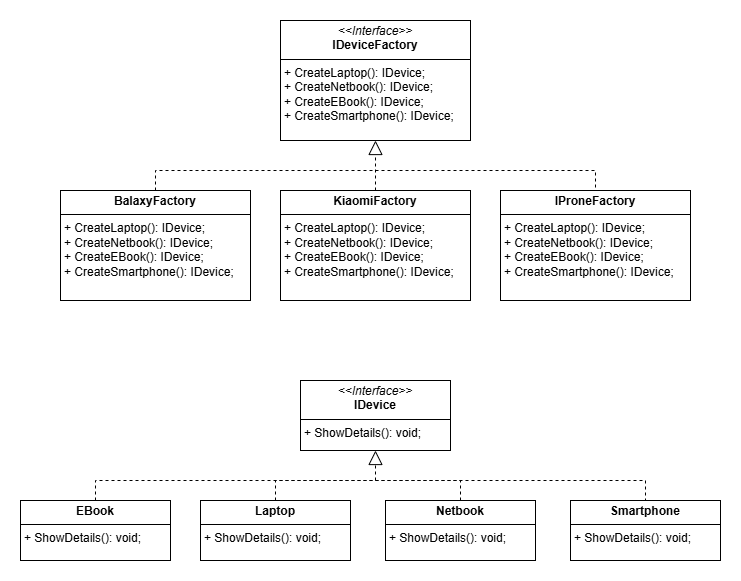 <<Interface>>
IDeviceFactory
+ CreateLaptop(): IDevice;
+ CreateNetbook(): IDevice;
+ CreateEBook(): IDevice;
+ CreateSmartphone(): IDevice;
BalaxyFactory
+ CreateLaptop(): IDevice;
+ CreateNetbook(): IDevice;
+ CreateEBook(): IDevice;
+ CreateSmartphone(): IDevice;
KiaomiFactory
+ CreateLaptop(): IDevice;
+ CreateNetbook(): IDevice;
+ CreateEBook(): IDevice;
+ CreateSmartphone(): IDevice;
IProneFactory
+ CreateLaptop(): IDevice;
+ CreateNetbook(): IDevice;
+ CreateEBook(): IDevice;
+ CreateSmartphone(): IDevice;
<<Interface>>
IDevice
+ ShowDetails(): void;
EBook
+ ShowDetails(): void;
Laptop
+ ShowDetails(): void;
Netbook
+ ShowDetails(): void;
Smartphone
+ ShowDetails(): void;